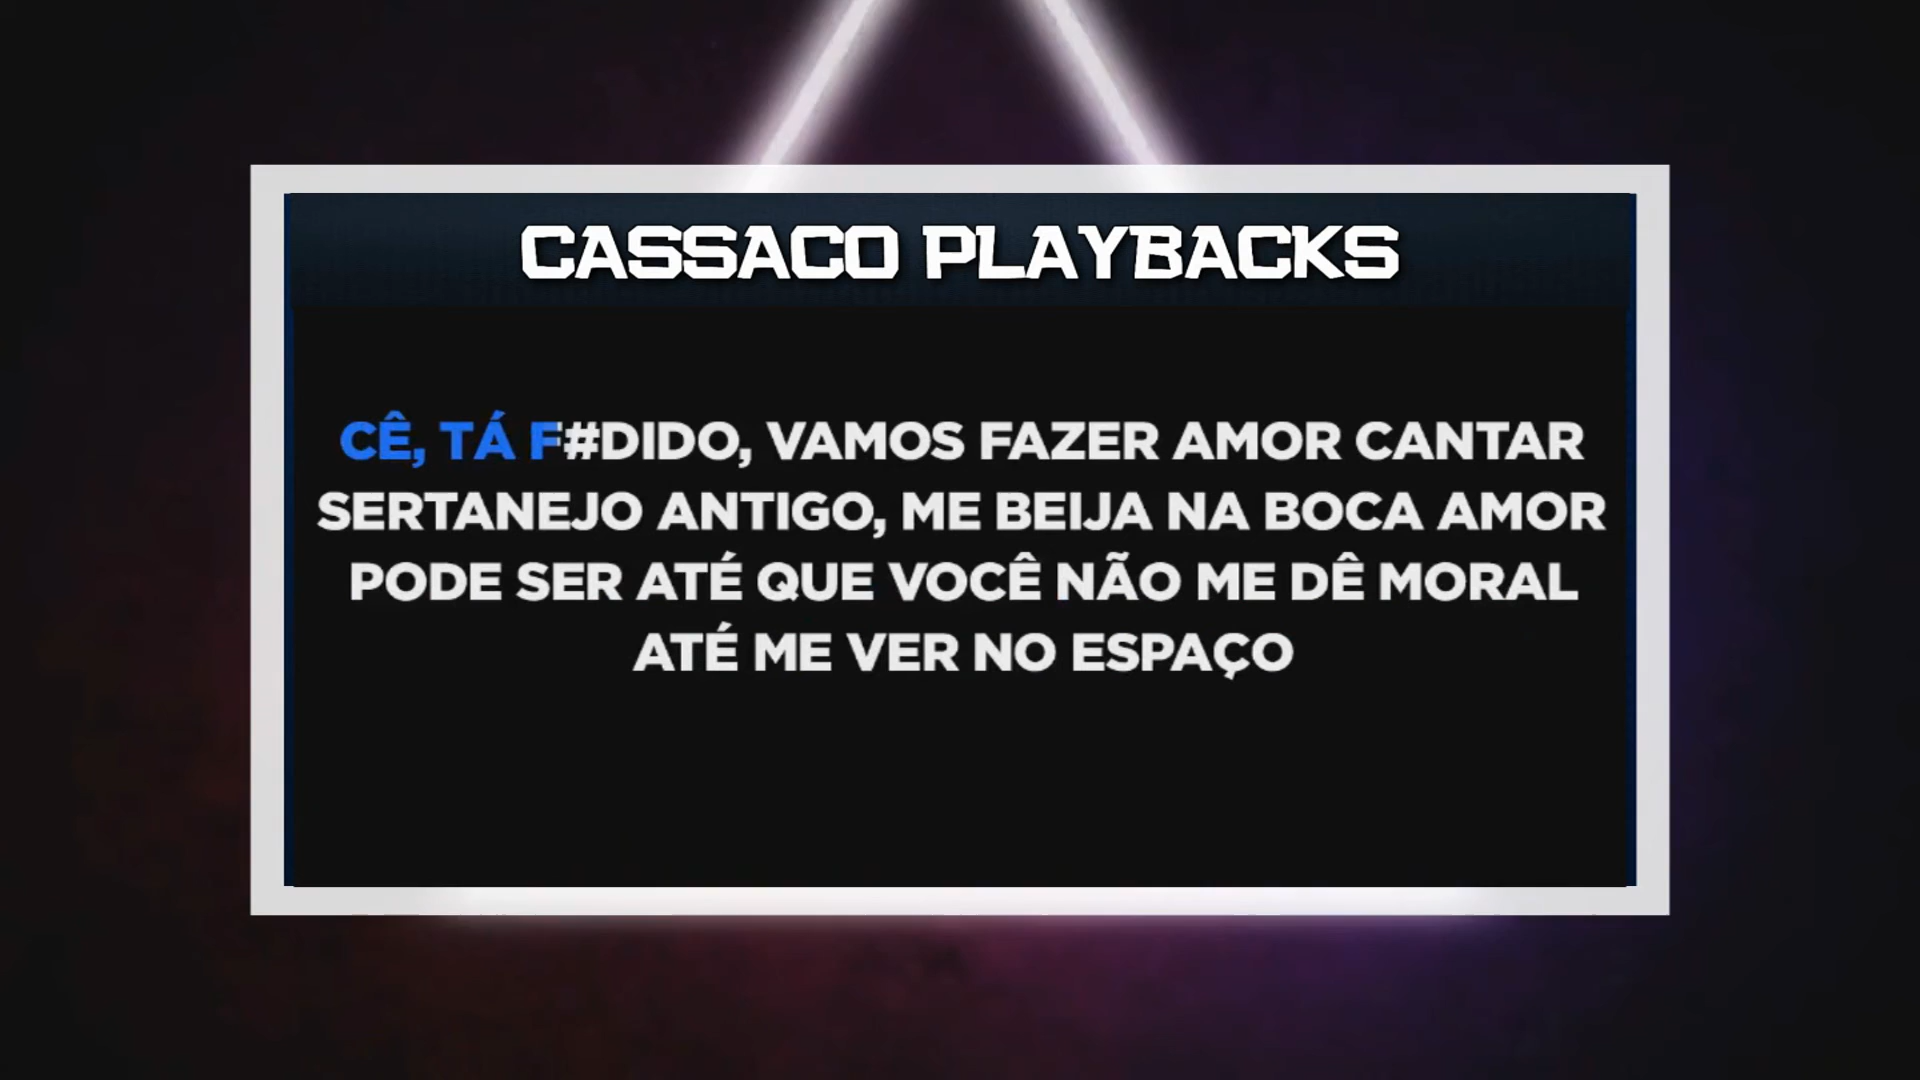 CASSACO PLAYBACKS
CÊ, TÁ F#DIDO, VAMOS FAZER AMOR CANTAR
SERTANEJO ANTIGO, ME BEIJA NA BOCA AMOR
PODE SER ATÉ QUE VOCÊ NÃO ME DÊ MORAL
ATÉ ME VER NO ESPAÇO